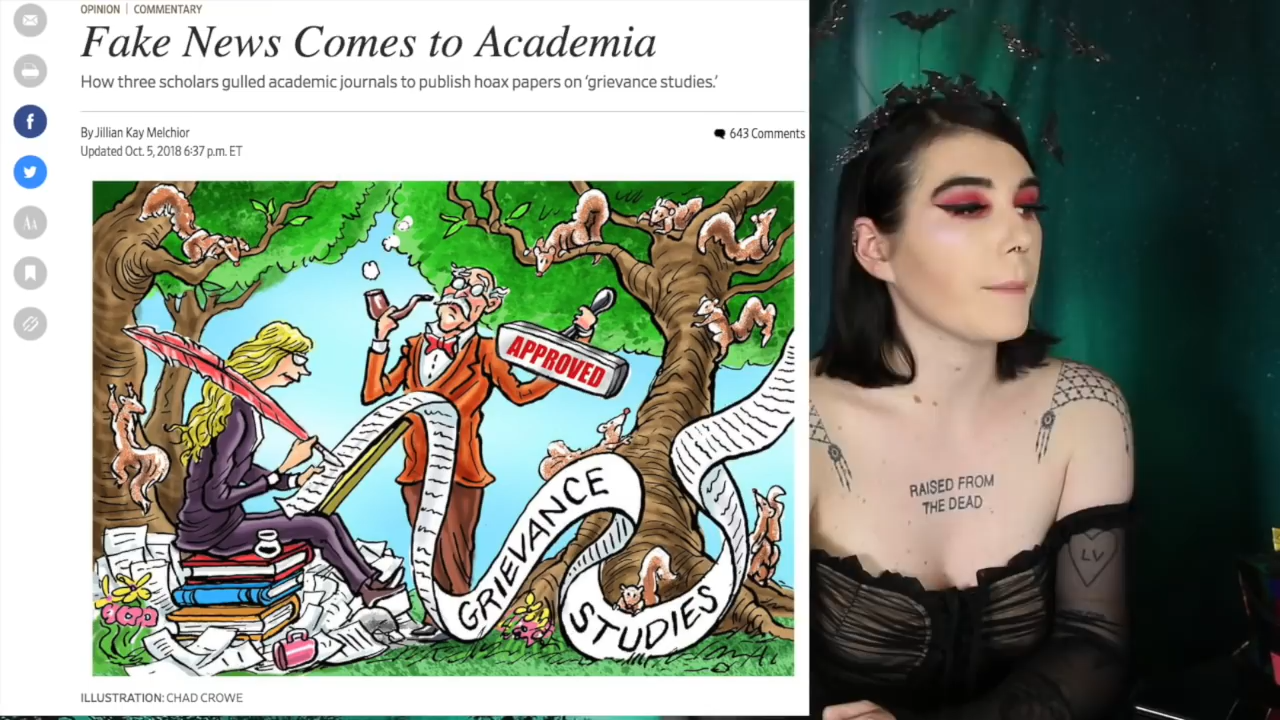 OPINION | COMMENTARY
Fake News Comes to Academia
How three scholars gulled academic journals to publish hoax papers on ‘grievance studies.’
By Jillian Kay Melchior
643 Comments
Updated Oct. 5, 2018 6:37 p.m. ET
f
AA
APPROVED
GRIEVANCE
STUDIES
ILLUSTRATION: CHAD CROWE
RAISED FROM
THE DEAD
LV